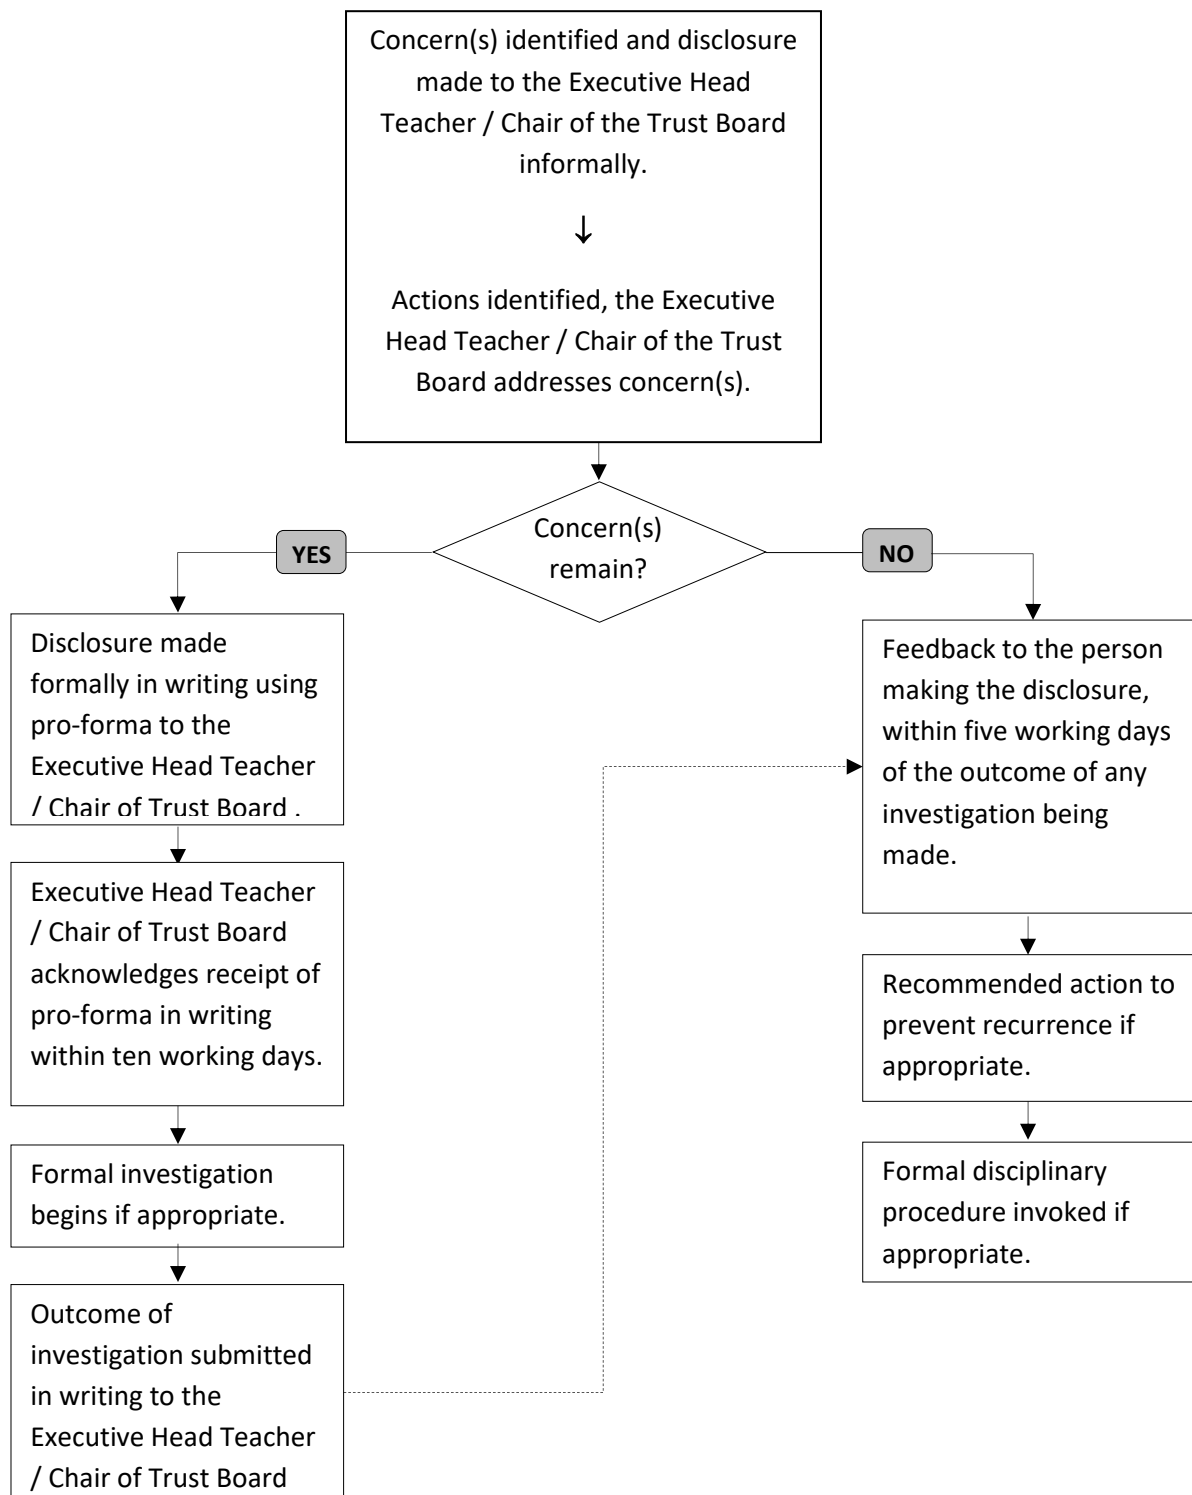 Concern(s) identified and disclosure
made to the Executive Head
Teacher / Chair of the Trust Board
informally.
↓
Actions identified, the Executive
Head Teacher / Chair of the Trust
Board addresses concern(s).
Concern(s)
remain?
YES
NO
Disclosure made
formally in writing using
pro-forma to the
Executive Head Teacher
/ Chair of Trust Board .
Executive Head Teacher
/ Chair of Trust Board
acknowledges receipt of
pro-forma in writing
within ten working days.
Formal investigation
begins if appropriate.
Outcome of
investigation submitted
in writing to the
Executive Head Teacher
/ Chair of Trust Board
Feedback to the person
making the disclosure,
within five working days
of the outcome of any
investigation being
made.
Recommended action to
prevent recurrence if
appropriate.
Formal disciplinary
procedure invoked if
appropriate.